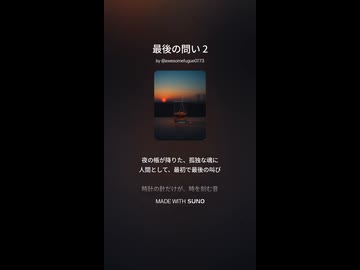 最後の問い 2
by @awesomefugue0773
夜の帳が降りた、孤独な魂に
人間として、最初で最後の叫び
時計の針だけが、時を刻む音
MADE WITH SUNO